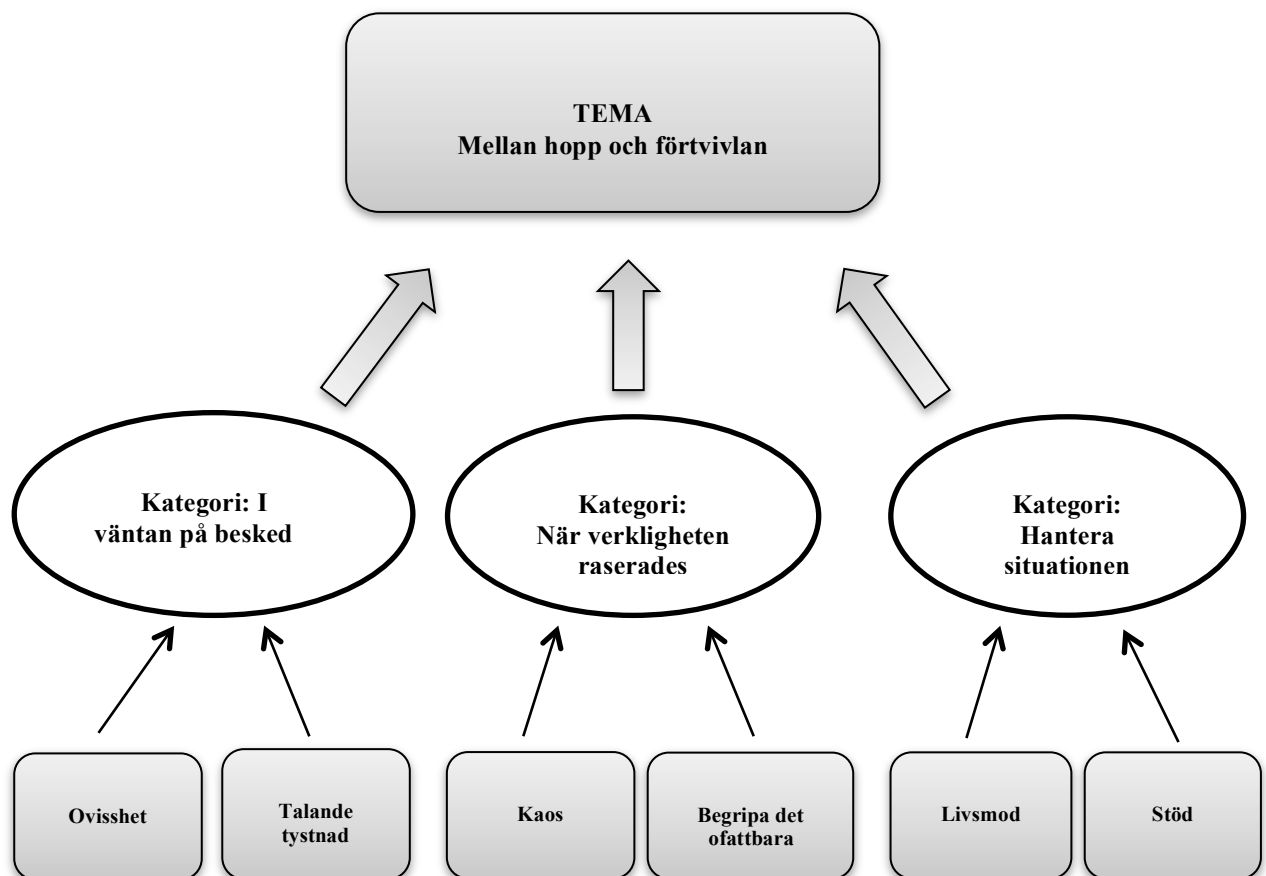 TEMA
Mellan hopp och förtvivlan
Kategori: I
väntan på besked
Kategori:
När verkligheten
raserades
Kategori:
Hantera
situationen
Ovisshet
Talande
tystnad
Kaos
Begripa det
ofattbara
Livsmod
Stöd